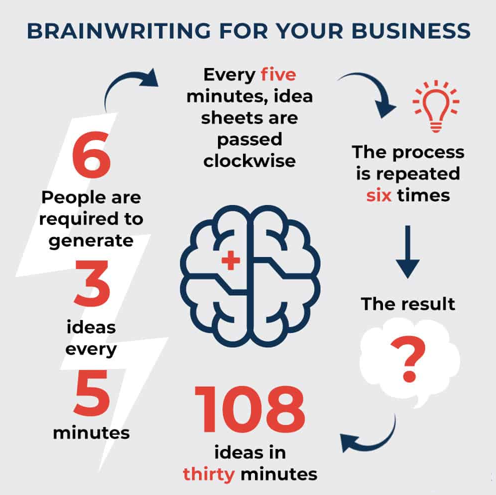 BRAINWRITING FOR YOUR BUSINESS
6
People are
required to
generate
3
ideas
every
5
minutes
Every five
minutes, idea
sheets are
passed
clockwise
The process
is repeated
six times
The result
?
108
ideas in
thirty minutes